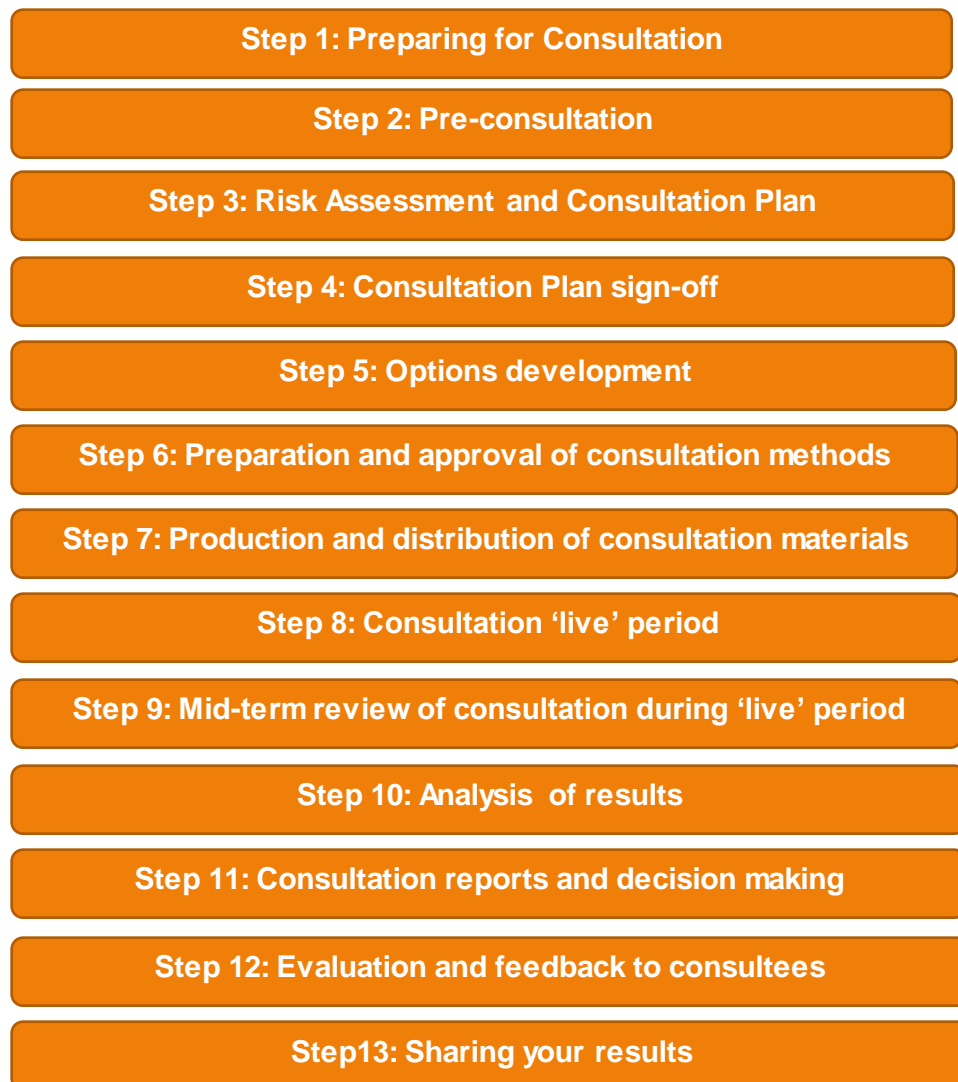 Step 1: Preparing for Consultation
Step 2: Pre-consultation
Step 3: Risk Assessment and Consultation Plan
Step 4: Consultation Plan sign-off
Step 5: Options development
Step 6: Preparation and approval of consultation methods
Step 7: Production and distribution of consultation materials
Step 8: Consultation ‘live’ period
Step 9: Mid-term review of consultation during ‘live’ period
Step 10: Analysis of results
Step 11: Consultation reports and decision making
Step 12: Evaluation and feedback to consultees
Step13: Sharing your results